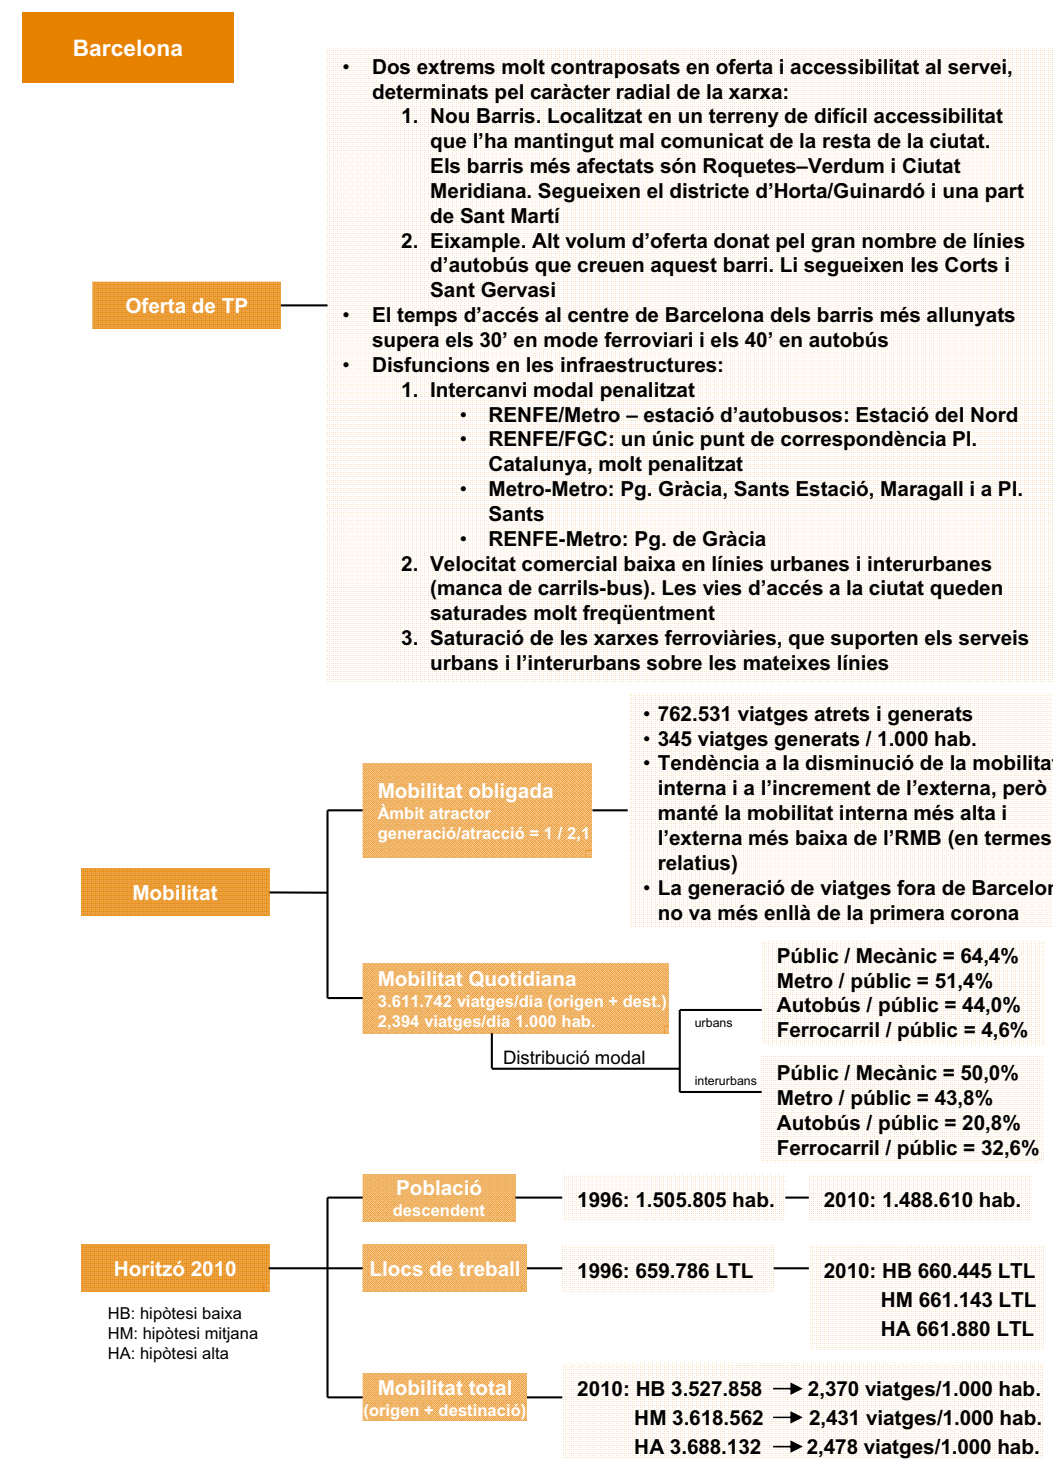 Barcelona
Oferta de TP
• Dos extrems molt contraposats en oferta i accessibilitat al servei,
determinats pel caràcter radial de la xarxa:
1. Nou Barris. Localitzat en un terreny de difícil accessibilitat
que l’ha mantingut mal comunicat de la resta de la ciutat.
Els barris més afectats són Roquetes–Verdum i Ciutat
Meridiana. Segueixen el districte d’Horta/Guinardó i una part
de Sant Martí
2. Eixample. Alt volum d’oferta donat pel gran nombre de línies
d’autobús que creuen aquest barri. Li segueixen les Corts i
Sant Gervasi
• El temps d’accés al centre de Barcelona dels barris més allunyats
supera els 30’ en mode ferroviari i els 40’ en autobús
• Disfuncions en les infraestructures:
1. Intercanvi modal penalitzat
• RENFE/Metro – estació d’autobusos: Estació del Nord
• RENFE/FGC: un únic punt de correspondència Pl.
Catalunya, molt penalitzat
• Metro-Metro: Pg. Gràcia, Sants Estació, Maragall i a Pl.
Sants
• RENFE-Metro: Pg. de Gràcia
2. Velocitat comercial baixa en línies urbanes i interurbanes
(manca de carrils-bus). Les vies d’accés a la ciutat queden
saturades molt freqüentment
3. Saturació de les xarxes ferroviàries, que suporten els serveis
urbans i l’interurbans sobre les mateixes línies
Mobilitat
Mobilitat obligada
Àmbit atractor
generació/atracció = 1 / 2,1
• 762.531 viatges atrets i generats
• 345 viatges generats / 1.000 hab.
• Tendència a la disminució de la mobilitat
interna i a l’increment de l’externa, però
manté la mobilitat interna més alta i
l’externa més baixa de l’RMB (en termes
relatius)
• La generació de viatges fora de Barcelon
no va més enllà de la primera corona
Mobilitat Quotidiana
3.611.742 viatges/dia (origen + dest.)
2,394 viatges/dia 1.000 hab.
Distribució modal
urbans
Públic / Mecànic = 64,4%
Metro / públic = 51,4%
Autobús / públic = 44,0%
Ferrocarril / públic = 4,6%
interurbans
Públic / Mecànic = 50,0%
Metro / públic = 43,8%
Autobús / públic = 20,8%
Ferrocarril / públic = 32,6%
Horitzó 2010
HB: hipòtesi baixa
HM: hipòtesi mitjana
HA: hipòtesi alta
Població
descendent
1996: 1.505.805 hab.
2010: 1.488.610 hab.
Llocs de treball
1996: 659.786 LTL
2010: HB 660.445 LTL
HM 661.143 LTL
HA 661.880 LTL
Mobilitat total
(origen + destinació)
2010: HB 3.527.858 → 2,370 viatges/1.000 hab.
HM 3.618.562 → 2,431 viatges/1.000 hab.
HA 3.688.132 → 2,478 viatges/1.000 hab.